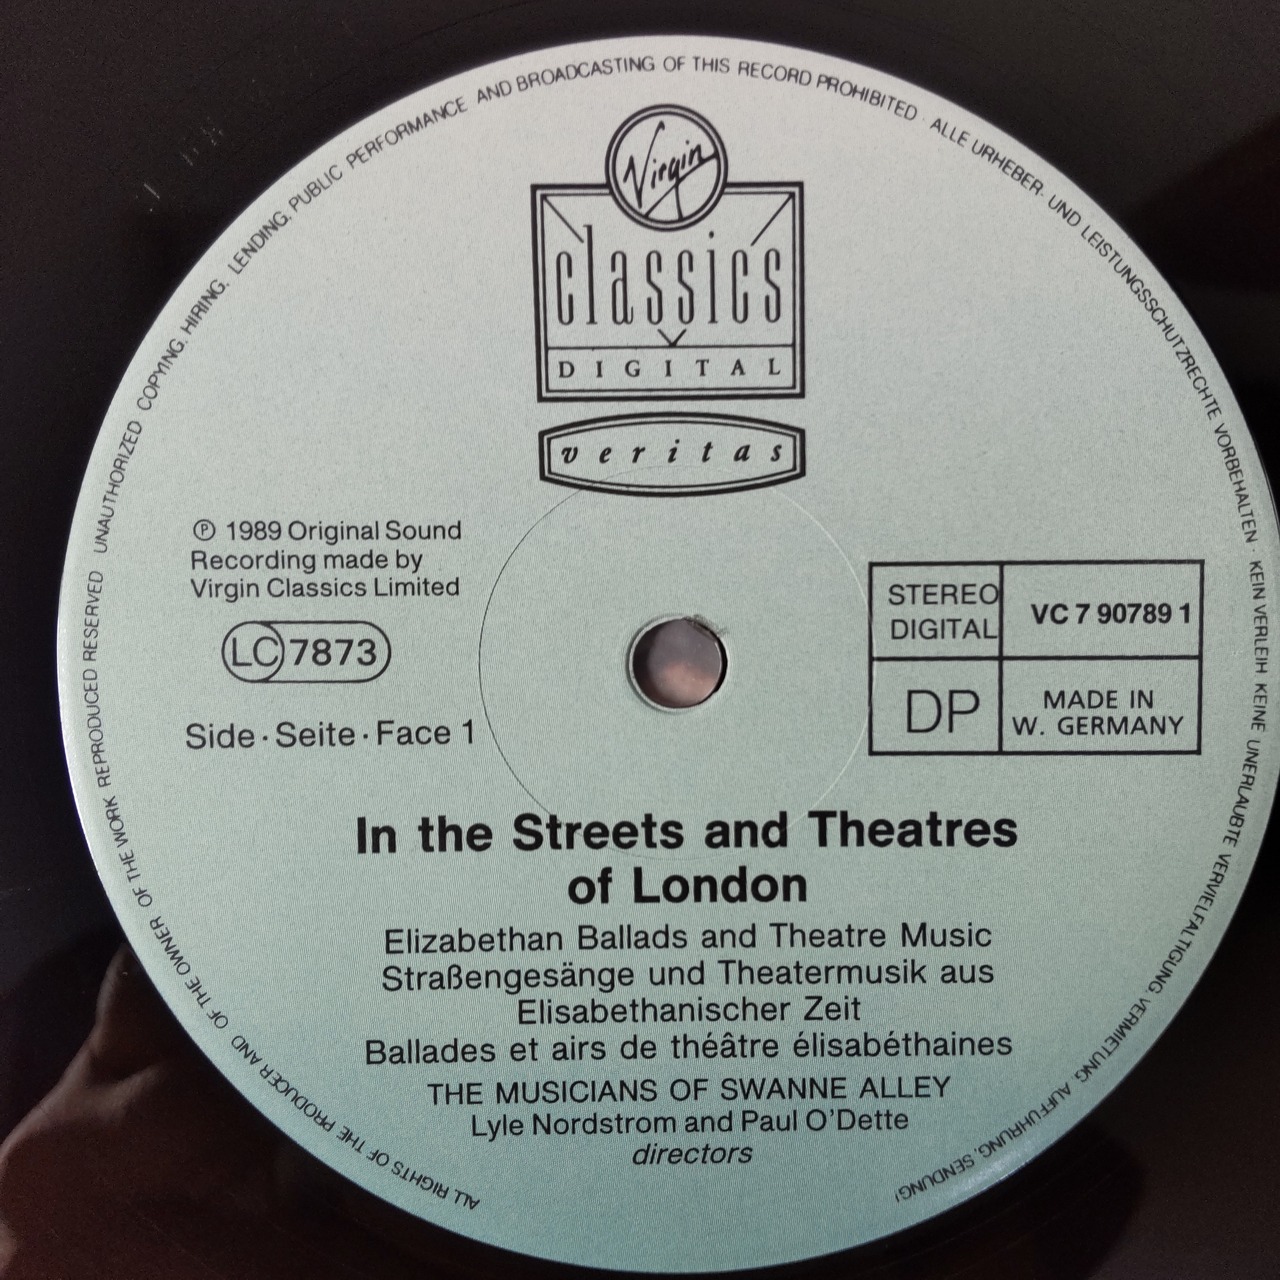 ALL RIGHTS OF THE PRODUCER AND OF THE OWNER OF THE WORK REPRODUCED RESERVED UNAUTHORIZED COPYING, HIRING, LENDING, PUBLIC PERFORMANCE AND BROADCASTING OF THIS RECORD PROHIBITED · ALLE URHEBER- UND LEISTUNGSSCHUTZRECHTE VORBEHALTEN · KEIN VERLEIH KEINE UNERLAUBTE VERVIELFALTIGUNG, VERMIETUNG, AUFFUHRUNG, SENDUNG!
Virgin
classics
DIGITAL
veritas
℗ 1989 Original Sound
Recording made by
Virgin Classics Limited
LC 7873
Side · Seite · Face 1
STEREO
DIGITAL
VC 7 90789 1
DP
MADE IN
W. GERMANY
In the Streets and Theatres
of London
Elizabethan Ballads and Theatre Music
Straßengesänge und Theatermusik aus
Elisabethanischer Zeit
Ballades et airs de théâtre élisabéthaines
THE MUSICIANS OF SWANNE ALLEY
Lyle Nordstrom and Paul O'Dette
directors